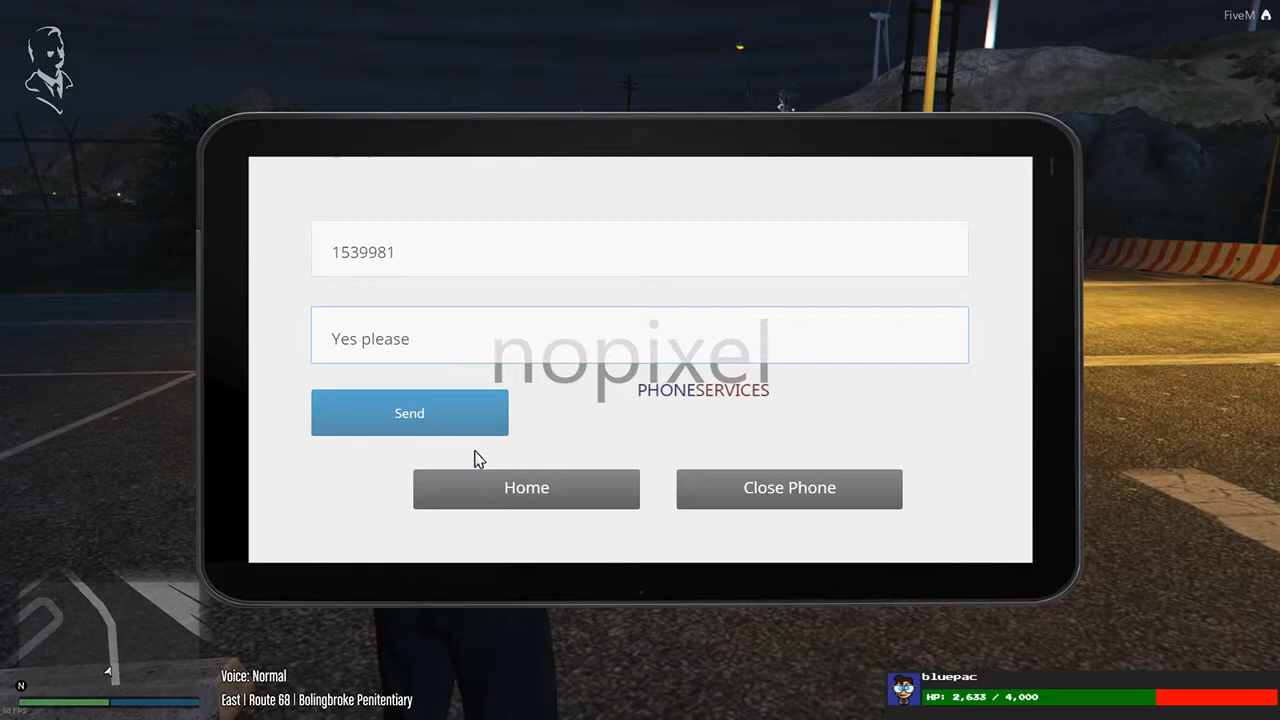 FiveM
1539981
Yes please
nopixel
PHONESERVICES
Send
Home
Close Phone
N
Voice: Normal
East | Route 68 | Bolingbroke Penitentiary
bluepac
HP: 2,633 / 4,000